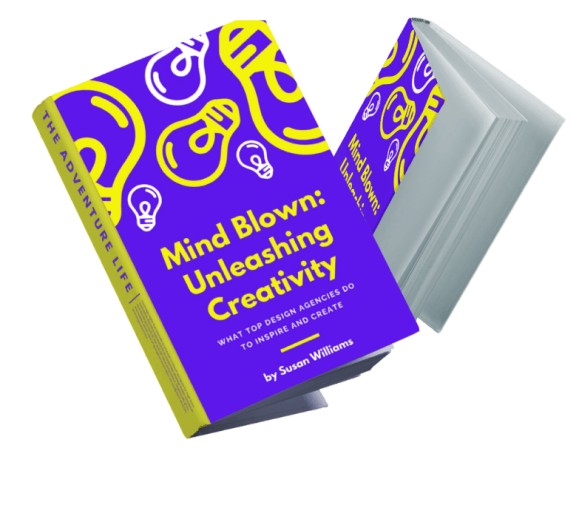 THE ADVENTURE LIFE
Mind Blown:
Unleashing
Creativity
WHAT TOP DESIGN AGENCIES DO
TO INSPIRE AND CREATE
by Susan Williams
Mind Blown: